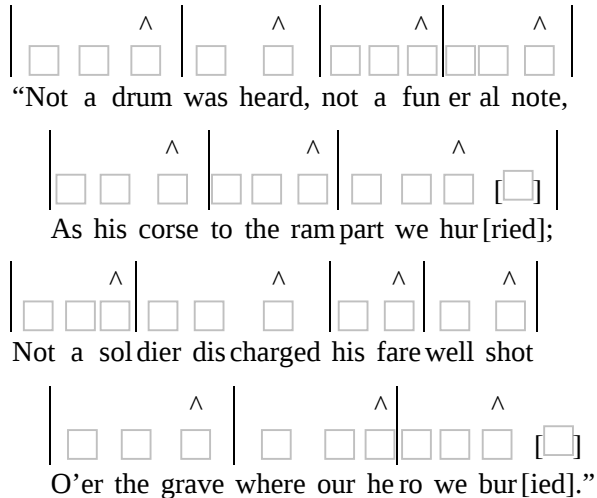 ^ ^ ^ ^
“Not a drum was heard, not a fun er al note,
^ ^ ^ [ ]
As his corse to the ram part we hur [ried];
^ ^ ^ ^
Not a sol dier dis charged his fare well shot
^ ^ ^ [ ]
O'er the grave where our he ro we bur [ied].”